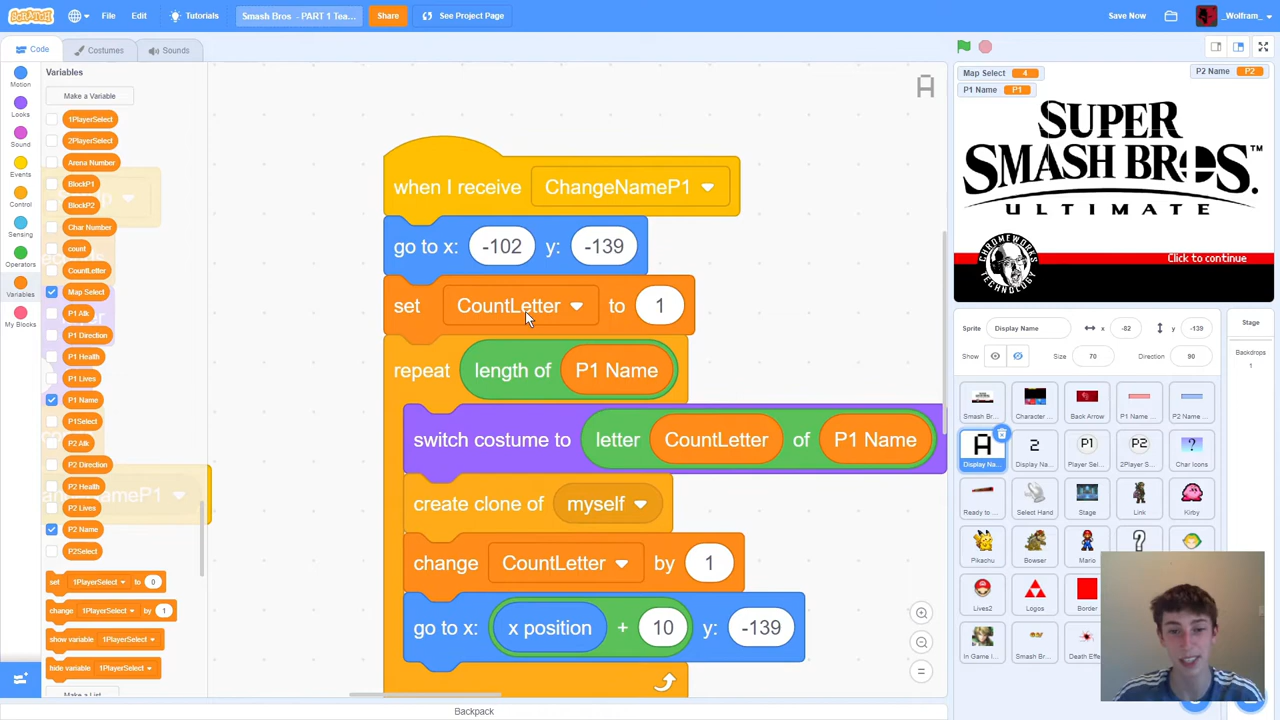 SCRATCH
File
Edit
Tutorials
Smash Bros - PART 1 Tea...
Share
See Project Page
Save Now
_Wolfram_
Code
Costumes
Sounds
Motion
Looks
Sound
Events
Control
Sensing
Operators
Variables
My Blocks
Variables
Make a Variable
1PlayerSelect
2PlayerSelect
Arena Number
BlockP1
BlockP2
Char Number
count
CountLetter
Map Select
P1 Atk
P1 Direction
P1 Health
P1 Lives
P1 Name
P1Select
P2 Atk
P2 Direction
P2 Health
P2 Lives
P2 Name
P2Select
set 1PlayerSelect to 0
change 1PlayerSelect by 1
show variable 1PlayerSelect
hide variable 1PlayerSelect
Make a List
when I receive ChangeNameP1
go to x: -102 y: -139
set CountLetter to 1
repeat length of P1 Name
switch costume to letter CountLetter of P1 Name
create clone of myself
change CountLetter by 1
go to x: x position + 10 y: -139
A
Map Select 4
P1 Name P1
P2 Name P2
SUPER
SMASH BROS.
ULTIMATE
CHROMEWORKS
TECHNOLOGY
Click to continue
Sprite
Display Name
x -82
y -139
Show
Size 70
Direction 90
Stage
Backdrops
1
Smash Br...
Character ...
Back Arrow
P1 Name ...
P2 Name ...
A
2
P1
P2
?
Display Na...
Display Na...
Player Sel...
2Player S...
Char Icons
Ready to ...
Select Hand
Stage
Link
Kirby
?
Pikachu
Bowser
Mario
Lives2
Logos
Border
In Game I...
Smash Br...
Death Effe...
Backpack